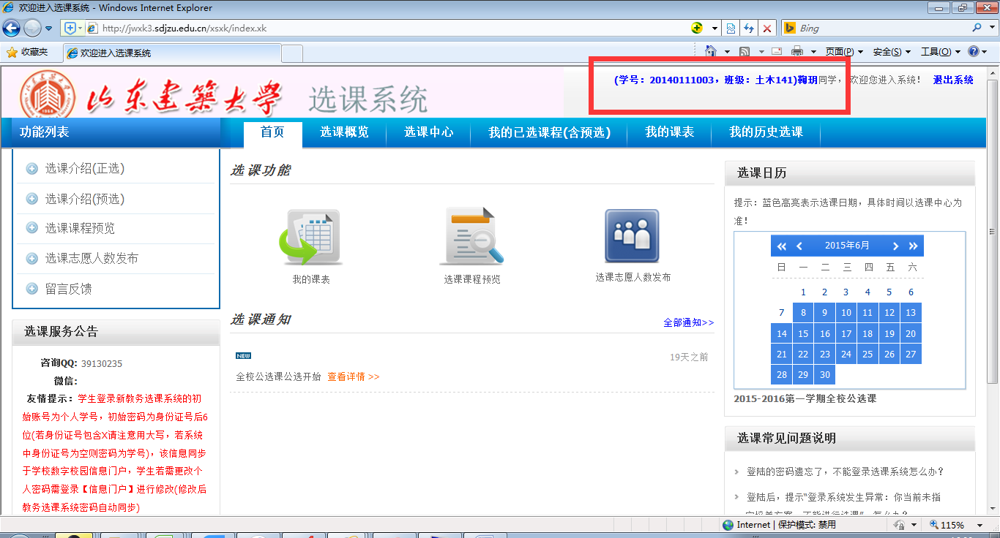 欢迎进入选课系统 - Windows Internet Explorer
http://jwxk3.sdjzu.edu.cn/xsxk/index.xk
Bing
收藏夹
欢迎进入选课系统
页面(P)
安全(S)
工具(O)
山东建筑大学 选课系统
(学号：20140111003，班级：土木141)鞠玥同学，欢迎您进入系统！ 退出系统
功能列表
首页 选课概览 选课中心 我的已选课程(含预选) 我的课表 我的历史选课
选课介绍(正选)
选课介绍(预选)
选课课程预览
选课志愿人数发布
留言反馈
选课服务公告
咨询QQ: 39130235
微信:
友情提示：学生登录新教务选课系统的初
始账号为个人学号，初始密码为身份证号后6
位(若身份证号包含X请注意用大写，若系统
中身份证号为空则密码为学号)，该信息同步
于学校数字校园信息门户，学生若需更改个
人密码需登录【信息门户】进行修改(修改后
教务选课系统密码自动同步)
选课功能
我的课表
选课课程预览
选课志愿人数发布
选课通知
全部通知>>
NEW
19天之前
全校公选课公选开始 查看详情 >>
选课日历
提示：蓝色高亮表示选课日期，具体时间以选课中心为
准！
2015年6月
日 一 二 三 四 五 六
1 2 3 4 5 6
7 8 9 10 11 12 13
14 15 16 17 18 19 20
21 22 23 24 25 26 27
28 29 30
2015-2016第一学期全校公选课
选课常见问题说明
登陆的密码遗忘了，不能登录选课系统怎么办？
登陆后，提示“登录系统发生异常：你当前未指
Internet | 保护模式: 禁用
115%